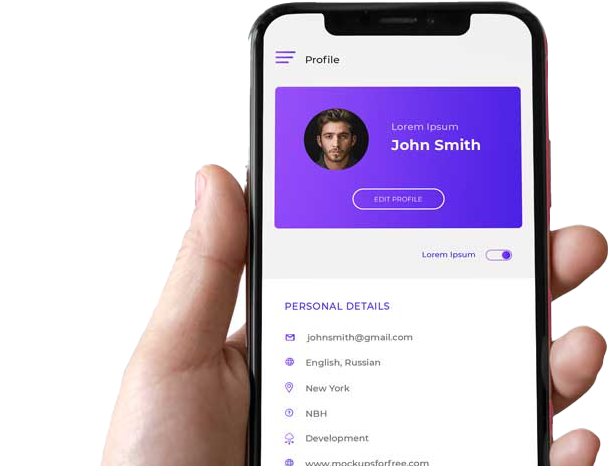 Profile
Lorem Ipsum
John Smith
EDIT PROFILE
Lorem Ipsum
PERSONAL DETAILS
johnsmith@gmail.com
English, Russian
New York
NBH
Development
www.mockupsforfree.com